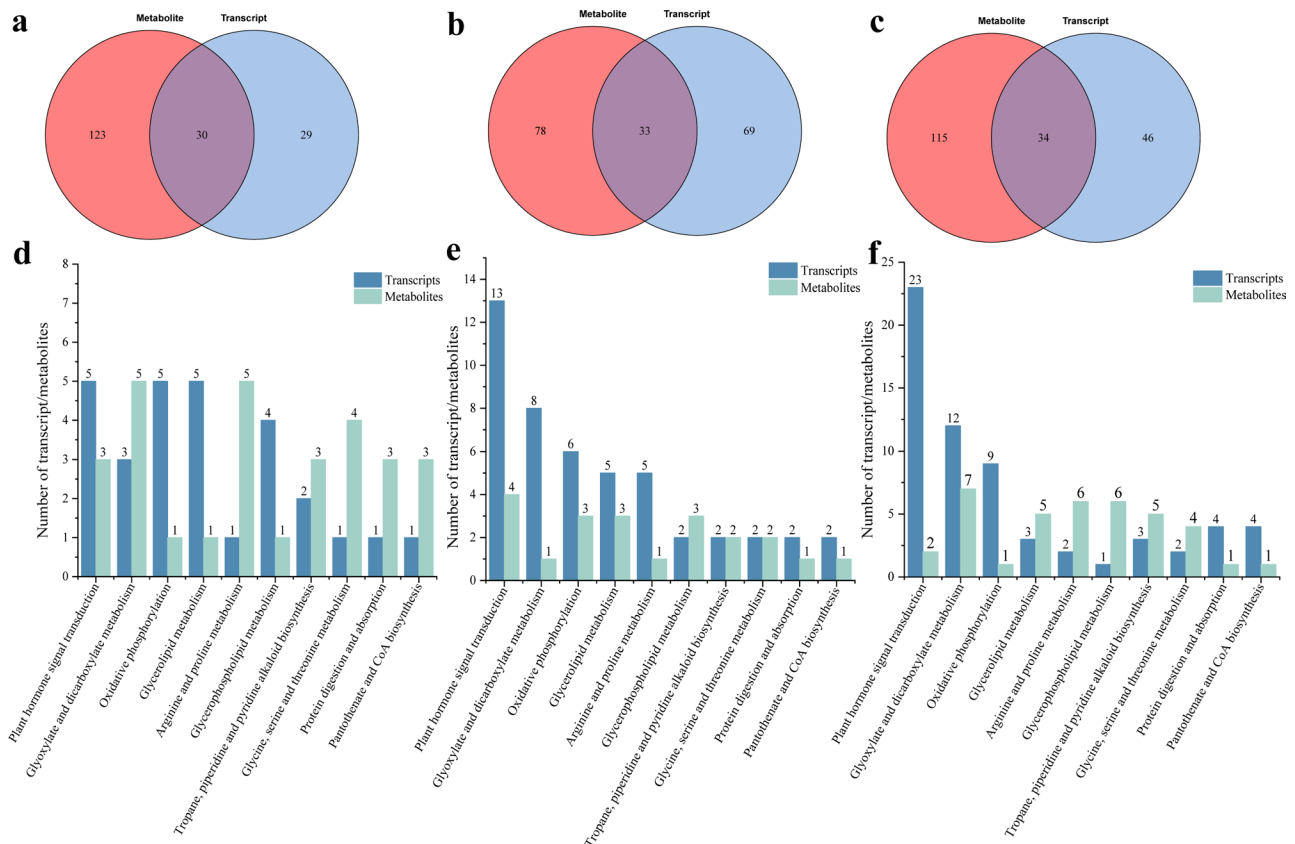 a
Metabolite
Transcript
123
30
29
b
Metabolite
Transcript
78
33
69
c
Metabolite
Transcript
115
34
46
d
Number of transcript/metabolites
8
7
6
5
4
3
2
1
0
Transcripts
Metabolites
5 3 3 5 5 1 5 1 1 5 4 1 2 3 1 4 1 3 1 3
Plant hormone signal transduction
Glyoxylate and dicarboxylate metabolism
Oxidative phosphorylation
Glycerolipid metabolism
Arginine and proline metabolism
Glycerophospholipid metabolism
Tropane, piperidine and pyridine alkaloid biosynthesis
Glycine, serine and threonine metabolism
Protein digestion and absorption
Pantothenate and CoA biosynthesis
e
Number of transcript/metabolites
14
12
10
8
6
4
2
0
Transcripts
Metabolites
13 4 8 1 6 3 5 3 5 1 2 3 2 2 2 2 2 1 2 1
Plant hormone signal transduction
Glyoxylate and dicarboxylate metabolism
Oxidative phosphorylation
Glycerolipid metabolism
Arginine and proline metabolism
Glycerophospholipid metabolism
Tropane, piperidine and pyridine alkaloid biosynthesis
Glycine, serine and threonine metabolism
Protein digestion and absorption
Pantothenate and CoA biosynthesis
f
Number of transcript/metabolites
25
20
15
10
5
0
Transcripts
Metabolites
23 2 12 7 9 1 3 5 2 6 1 6 3 5 2 4 4 1 4 1
Plant hormone signal transduction
Glyoxylate and dicarboxylate metabolism
Oxidative phosphorylation
Glycerolipid metabolism
Arginine and proline metabolism
Glycerophospholipid metabolism
Tropane, piperidine and pyridine alkaloid biosynthesis
Glycine, serine and threonine metabolism
Protein digestion and absorption
Pantothenate and CoA biosynthesis